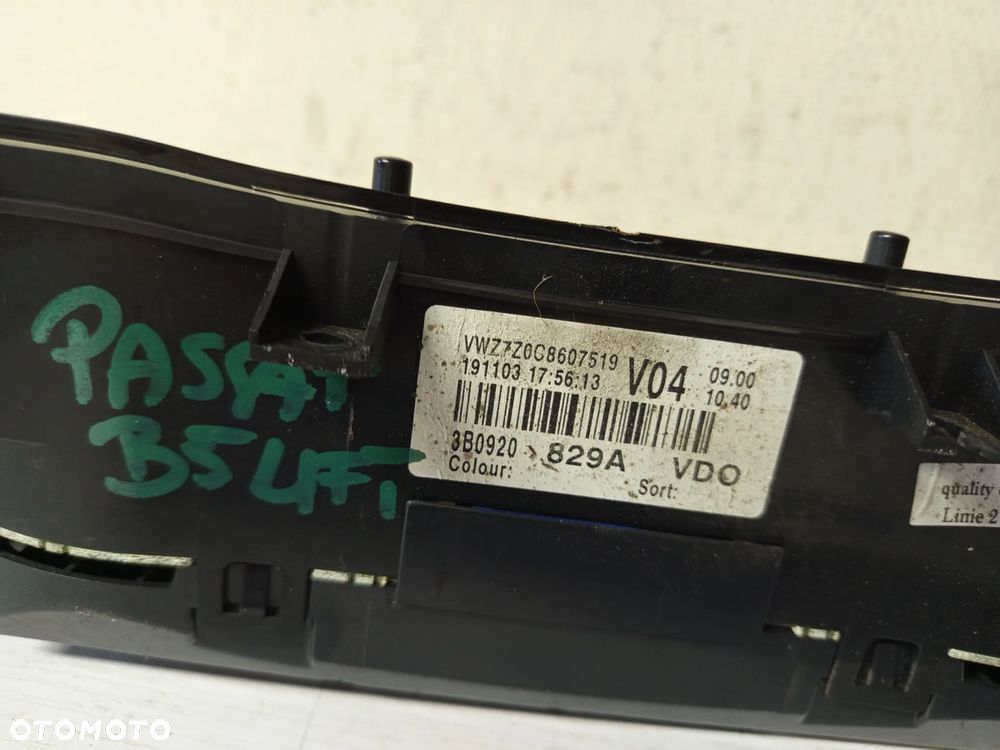 PASSAT
B5 LIFT
VWZ7Z0C8607519
191103 17:56:13 V04 09.00
10.40
3B0920 829A VDO
Colour: Sort:
quality
Linie 2
OTOMOTO